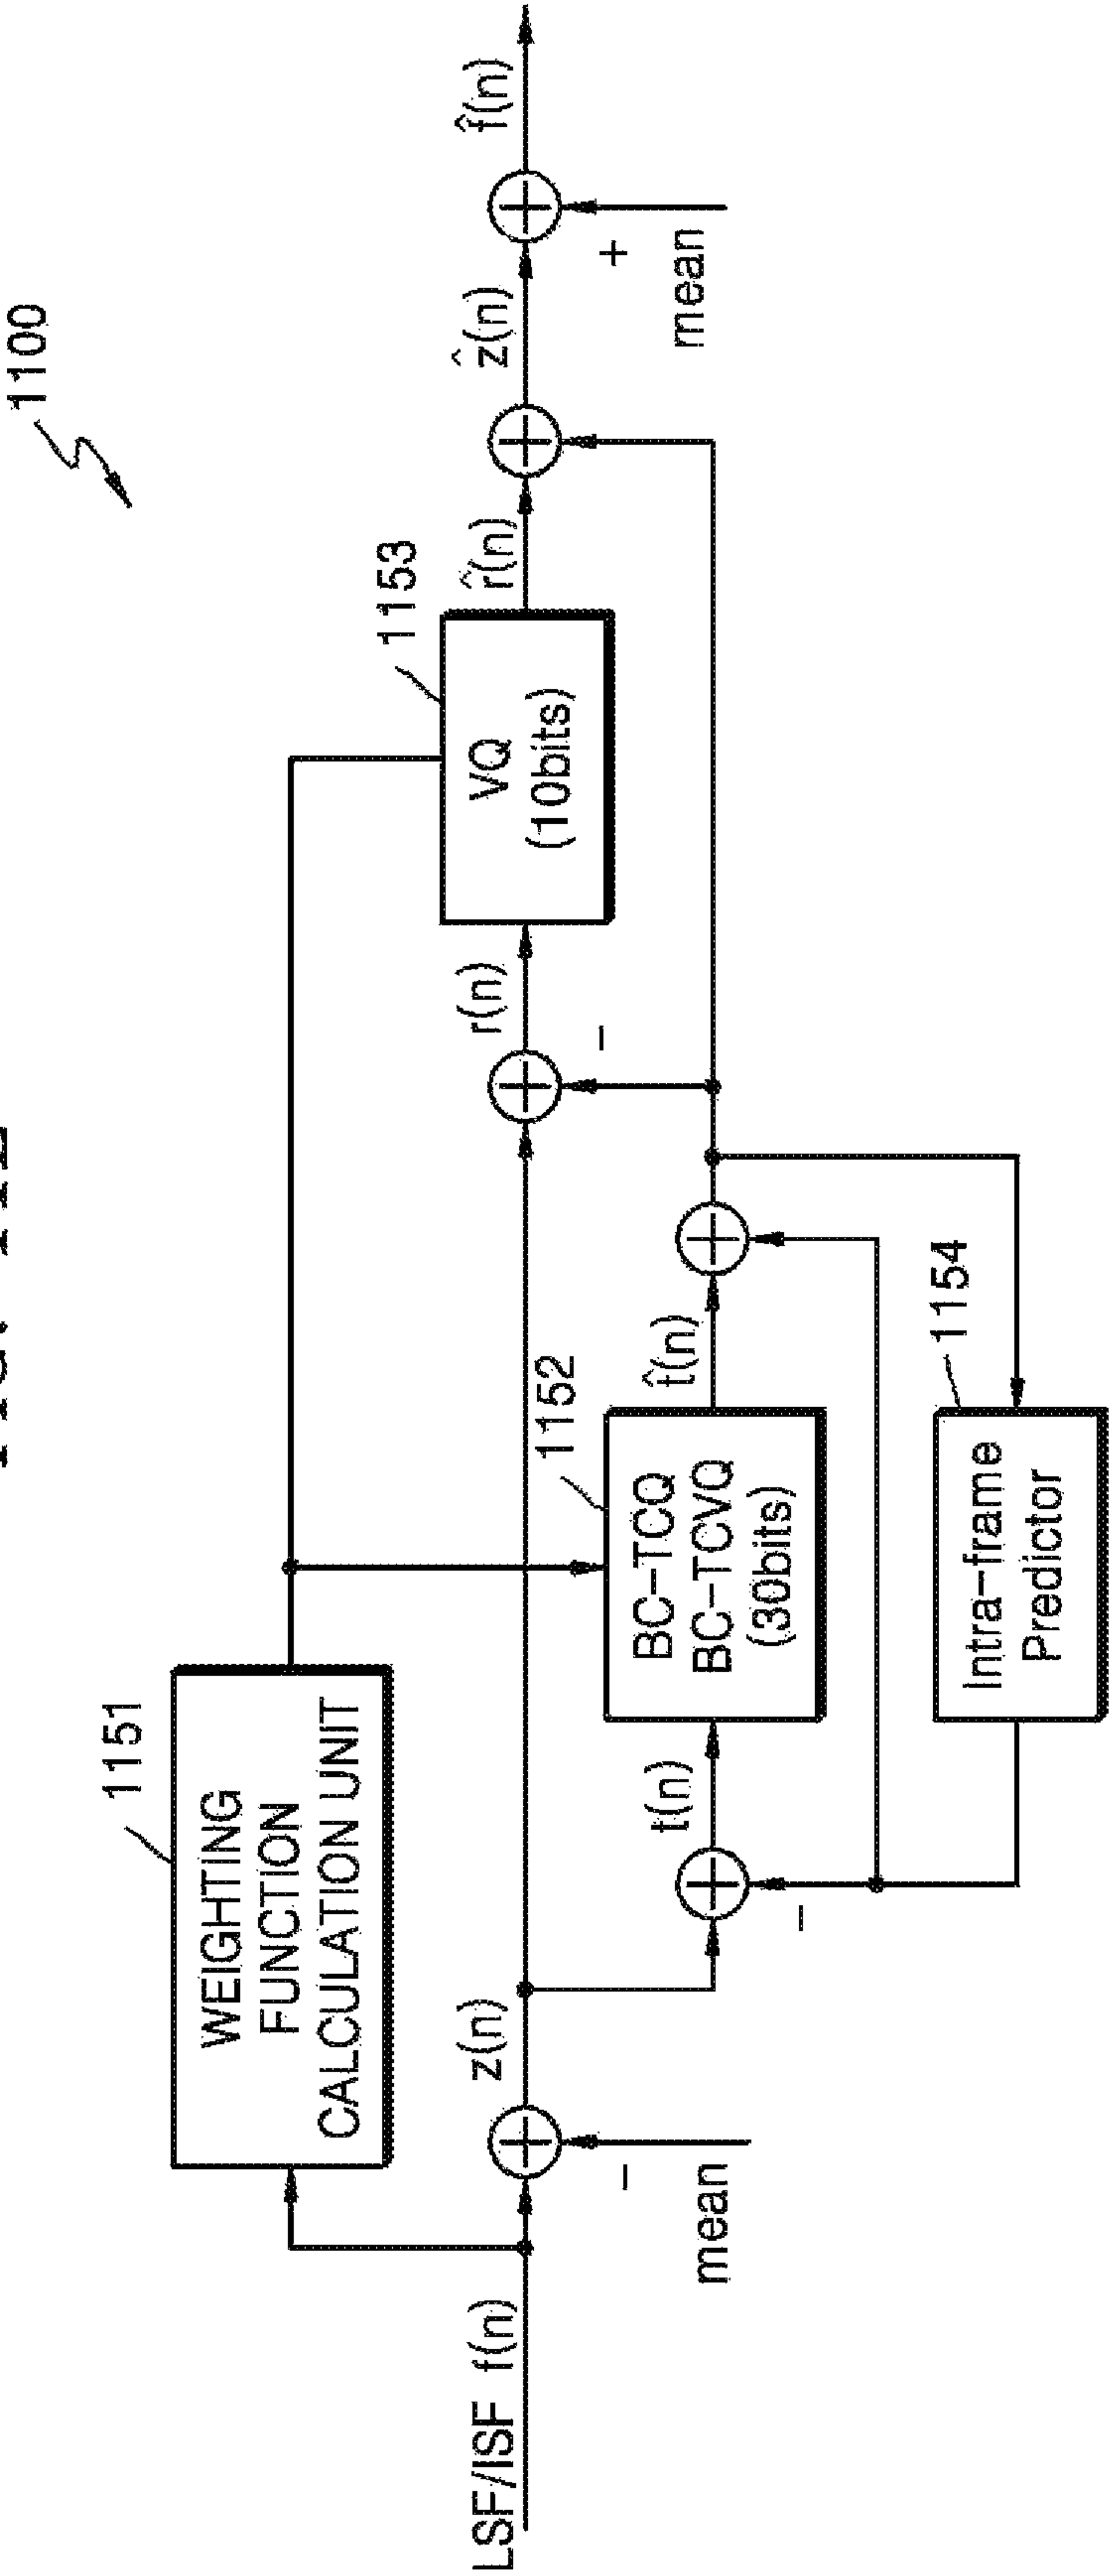 1100
1151
WEIGHTING
FUNCTION
CALCULATION UNIT
LSF/ISF f(n)
-
mean
z(n)
-
t(n)
1152
BC-TCQ
BC-TCVQ
(30bits)
t̂(n)
1154
Intra-frame
Predictor
-
r(n)
1153
VQ
(10bits)
r̂(n)
ẑ(n)
+
mean
f̂(n)